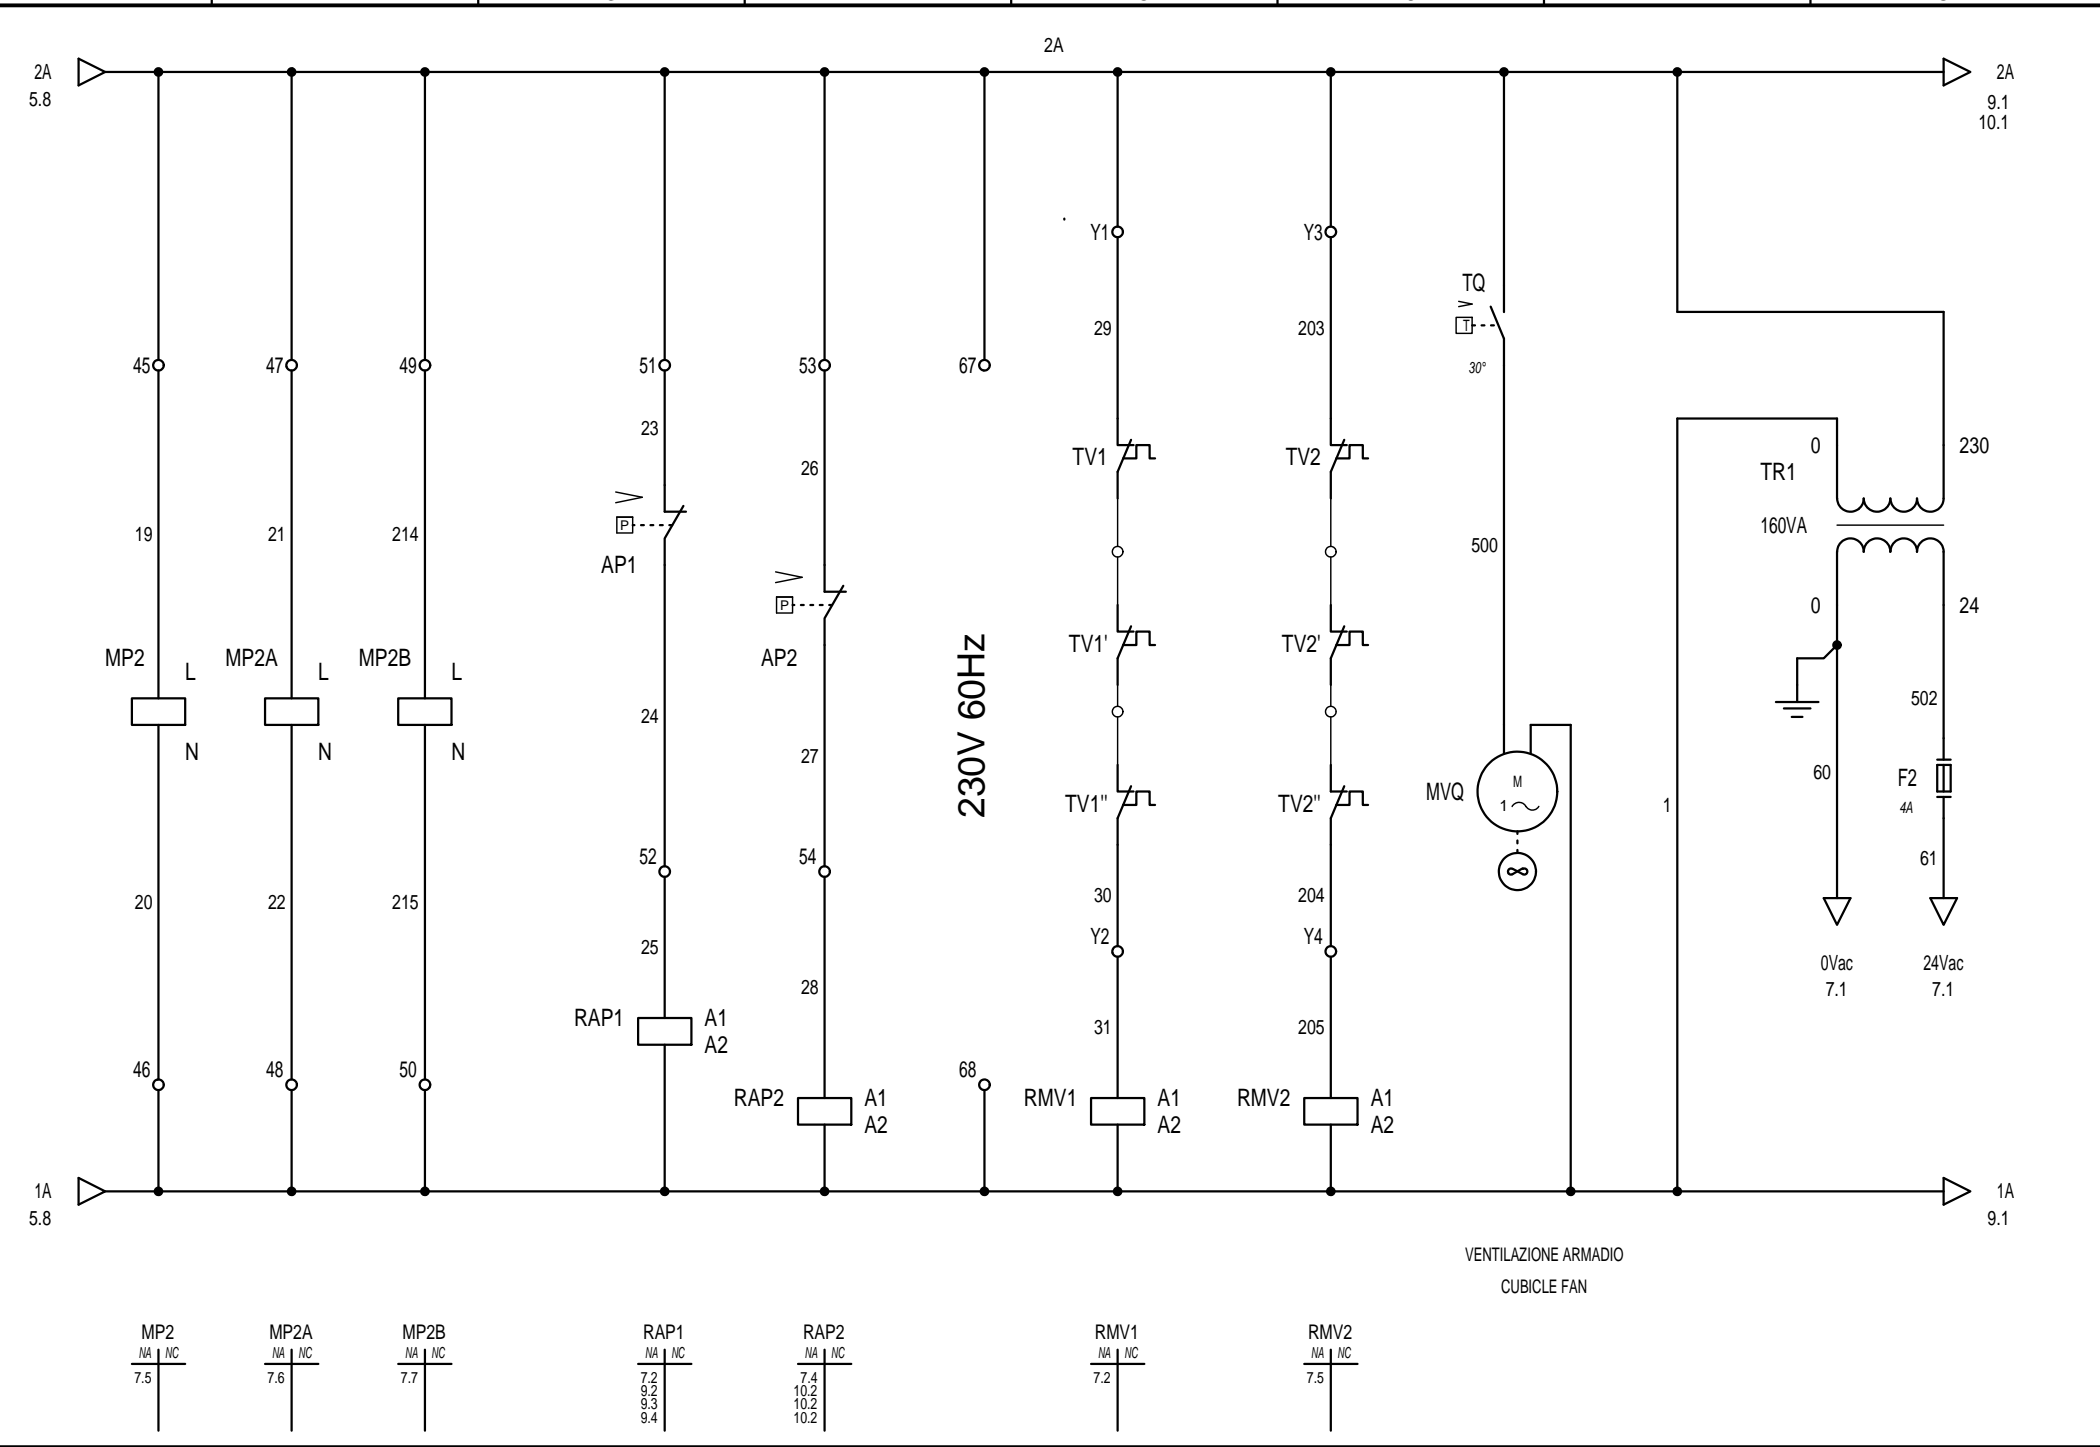 2A
2A
5.8
2A
9.1
10.1
Y1
Y3
TQ
> T
30°
29
203
45
47
49
51
53
67
23
26
TV1
TV2
0
230
TR1
160VA
19
21
214
P
AP1
500
P
AP2
0
24
MP2
L
MP2A
L
MP2B
L
TV1'
TV2'
230V 60Hz
24
502
N
N
N
27
60
F2
4A
MVQ
M
1
TV1"
TV2"
1
52
54
61
20
22
215
30
204
25
Y2
Y4
28
0Vac
7.1
24Vac
7.1
RAP1
A1
A2
31
205
46
48
50
68
RAP2
A1
A2
RMV1
A1
A2
RMV2
A1
A2
1A
5.8
1A
9.1
VENTILAZIONE ARMADIO
CUBICLE FAN
MP2
NA NC
7.5
MP2A
NA NC
7.6
MP2B
NA NC
7.7
RAP1
NA NC
7.2
9.2
9.3
9.4
RAP2
NA NC
7.4
10.2
10.2
10.2
RMV1
NA NC
7.2
RMV2
NA NC
7.5